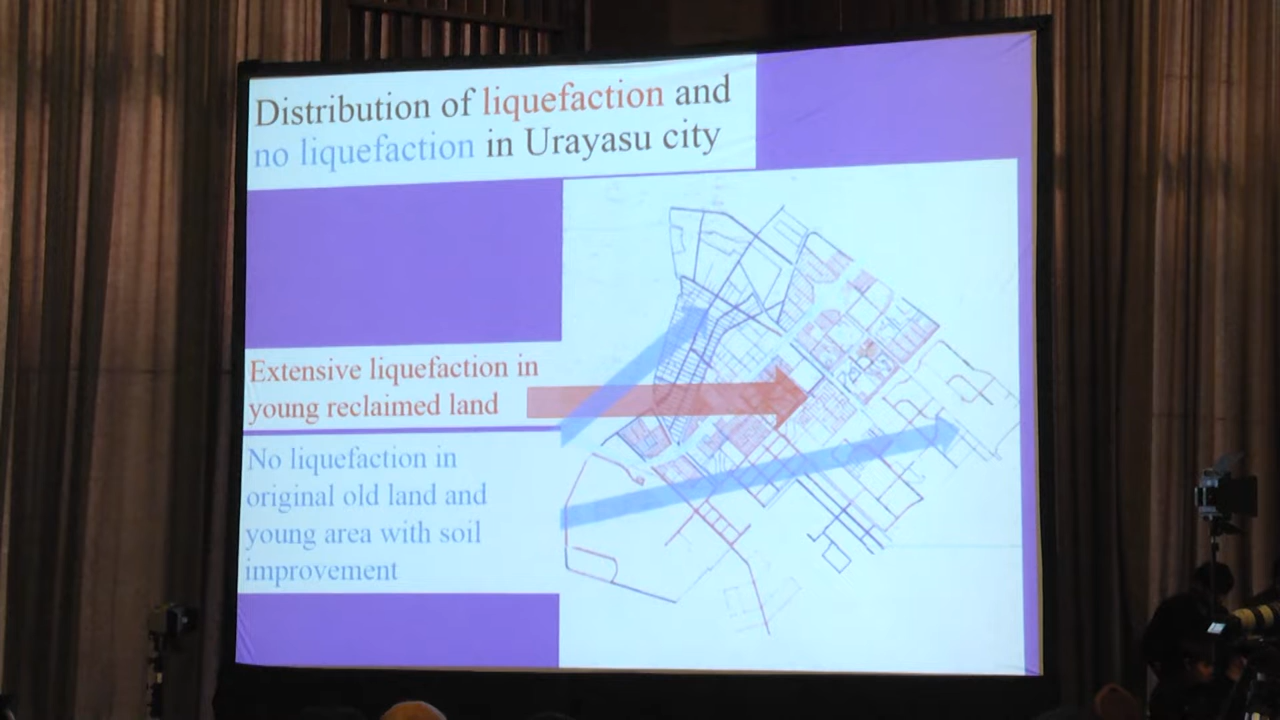 Distribution of liquefaction and
no liquefaction in Urayasu city
Extensive liquefaction in
young reclaimed land
No liquefaction in
original old land and
young area with soil
improvement